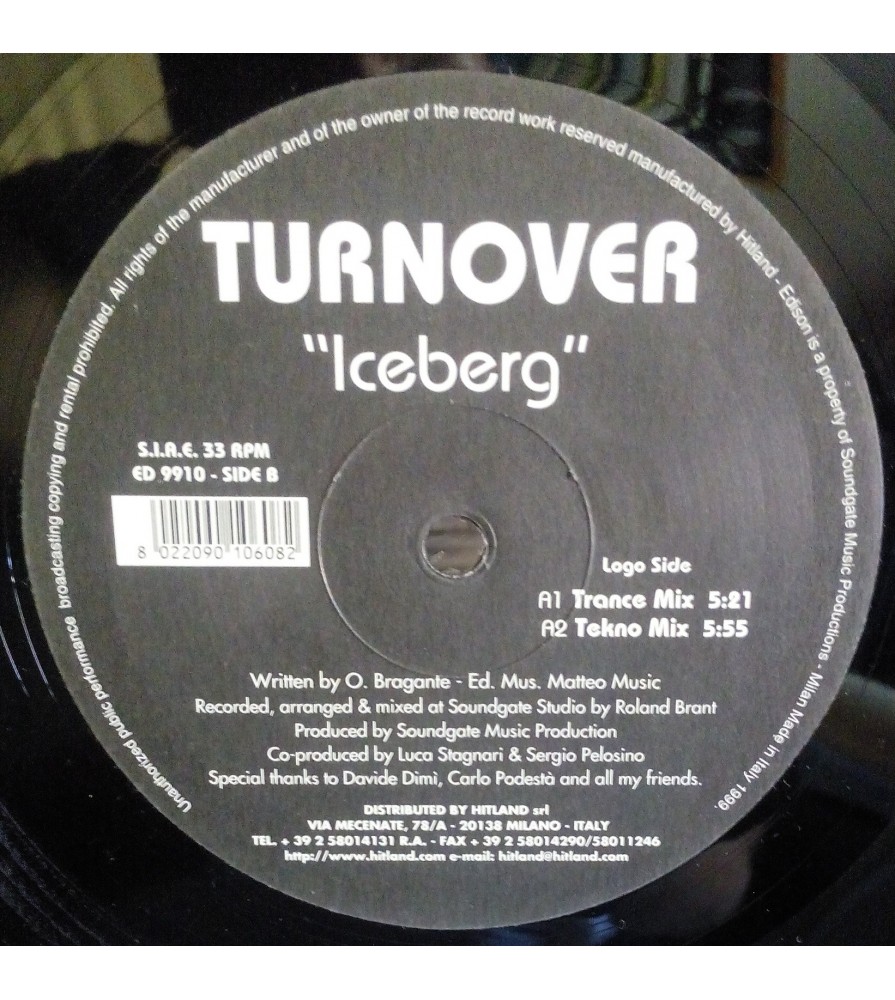 Unauthorized public performance broadcasting copying and rental prohibited. All rights of the manufacturer and of the owner of the record work reserved manufactured by Hitland - Edison is a property of Soundgate Music Productions - Milan Made in Italy 1999.
TURNOVER
"Iceberg"
S.I.A.E. 33 RPM
ED 9910 - SIDE B
8 022090 106082
Logo Side
A1 Trance Mix 5:21
A2 Tekno Mix 5:55
Written by O. Bragante - Ed. Mus. Matteo Music
Recorded, arranged & mixed at Soundgate Studio by Roland Brant
Produced by Soundgate Music Production
Co-produced by Luca Stagnari & Sergio Pelosino
Special thanks to Davide Dimì, Carlo Podestà and all my friends.
DISTRIBUTED BY HITLAND srl
VIA MECENATE, 78/A - 20138 MILANO - ITALY
TEL. + 39 2 58014131 R.A. - FAX + 39 2 58014290/58011246
http://www.hitland.com e-mail: hitland@hitland.com